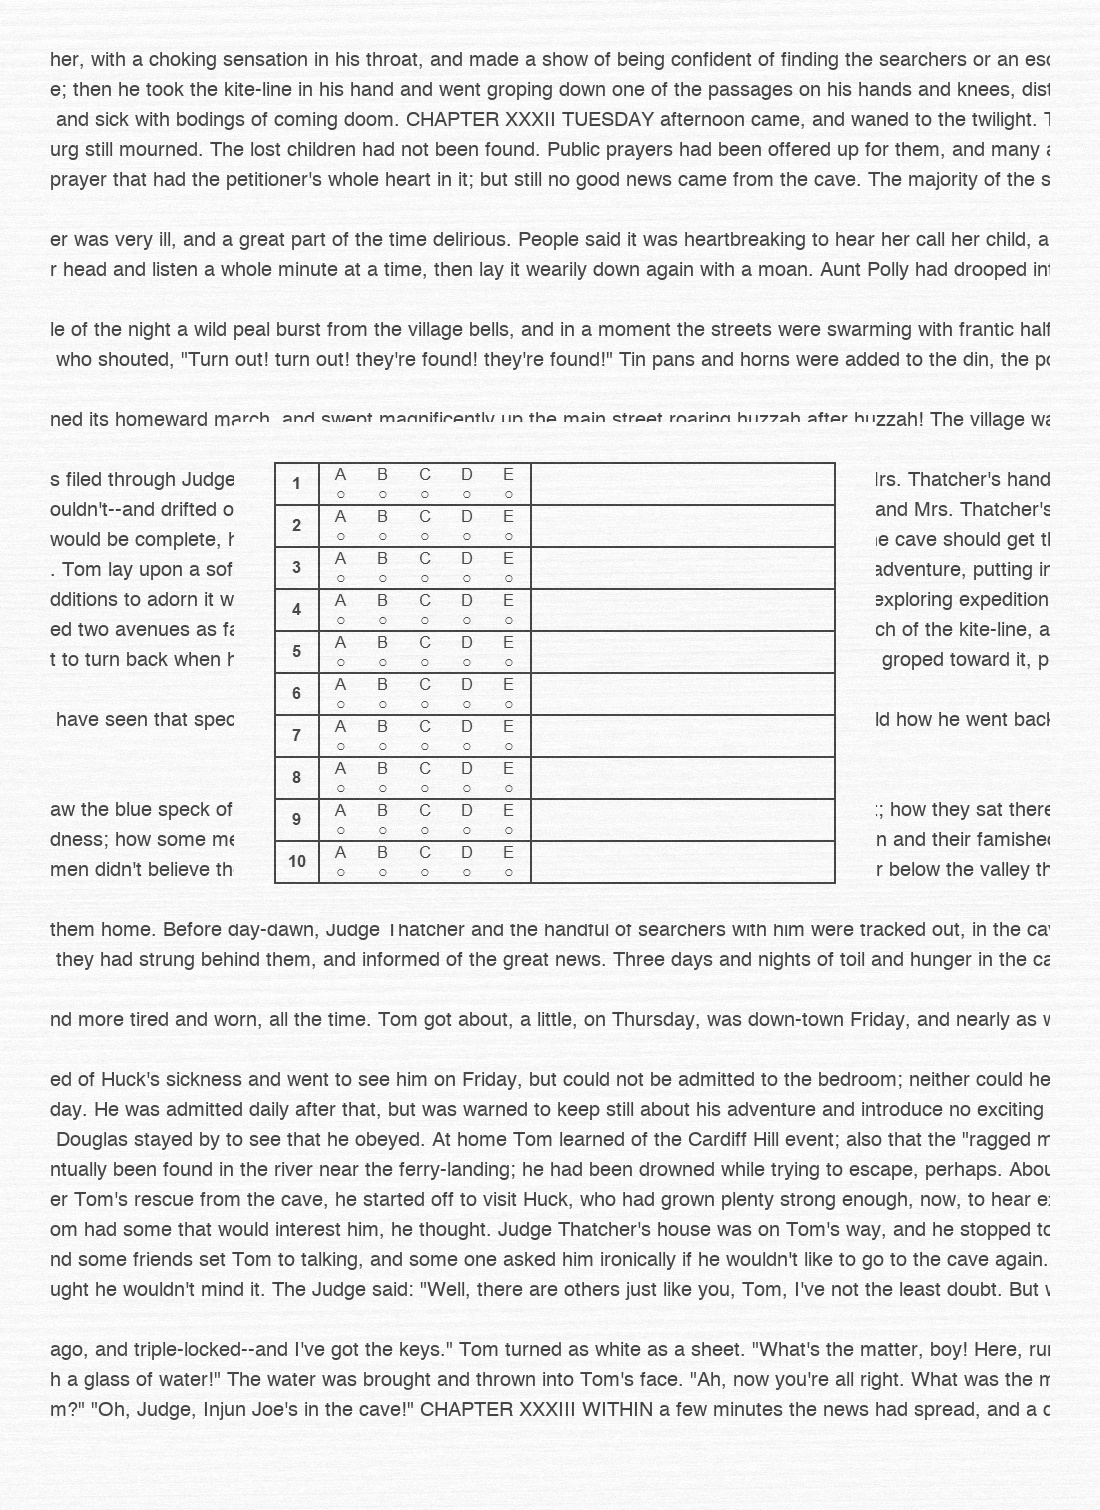 her, with a choking sensation in his throat, and made a show of being confident of finding the searchers or an
e; then he took the kite-line in his hand and went groping down one of the passages on his hands and knees,
and sick with bodings of coming doom. CHAPTER XXXII TUESDAY afternoon came, and waned to the twilight.
urg still mourned. The lost children had not been found. Public prayers had been offered up for them, and many
prayer that had the petitioner's whole heart in it; but still no good news came from the cave. The majority of the
er was very ill, and a great part of the time delirious. People said it was heartbreaking to hear her call her child, a
r head and listen a whole minute at a time, then lay it wearily down again with a moan. Aunt Polly had drooped
le of the night a wild peal burst from the village bells, and in a moment the streets were swarming with frantic half
who shouted, "Turn out! turn out! they're found! they're found!" Tin pans and horns were added to the din, the
ned its homeward march, and swept magnificently up the main street roaring huzzah after huzzah! The village
s filed through Judge Mrs. Thatcher's hand
ouldn't--and drifted o and Mrs. Thatcher's
would be complete, cave should get
. Tom lay upon a sof adventure, putting
dditions to adorn it exploring expedition
ed two avenues as ch of the kite-line, a
t to turn back when groped toward it, p
have seen that spec ld how he went back
aw the blue speck of ; how they sat there
dness; how some n and their famished
men didn't believe r below the valley
1 A B C D E
2 A B C D E
3 A B C D E
4 A B C D E
5 A B C D E
6 A B C D E
7 A B C D E
8 A B C D E
9 A B C D E
10 A B C D E
them home. Before day-dawn, Judge Thatcher and the handful of searchers with him were tracked out, in the
they had strung behind them, and informed of the great news. Three days and nights of toil and hunger in the
nd more tired and worn, all the time. Tom got about, a little, on Thursday, was down-town Friday, and nearly as
ed of Huck's sickness and went to see him on Friday, but could not be admitted to the bedroom; neither could he
day. He was admitted daily after that, but was warned to keep still about his adventure and introduce no exciting
Douglas stayed by to see that he obeyed. At home Tom learned of the Cardiff Hill event; also that the "ragged
ntually been found in the river near the ferry-landing; he had been drowned while trying to escape, perhaps.
er Tom's rescue from the cave, he started off to visit Huck, who had grown plenty strong enough, now, to hear
om had some that would interest him, he thought. Judge Thatcher's house was on Tom's way, and he stopped
nd some friends set Tom to talking, and some one asked him ironically if he wouldn't like to go to the cave again.
ught he wouldn't mind it. The Judge said: "Well, there are others just like you, Tom, I've not the least doubt. But
ago, and triple-locked--and I've got the keys." Tom turned as white as a sheet. "What's the matter, boy! Here,
h a glass of water!" The water was brought and thrown into Tom's face. "Ah, now you're all right. What was the
m?" "Oh, Judge, Injun Joe's in the cave!" CHAPTER XXXIII WITHIN a few minutes the news had spread, and a